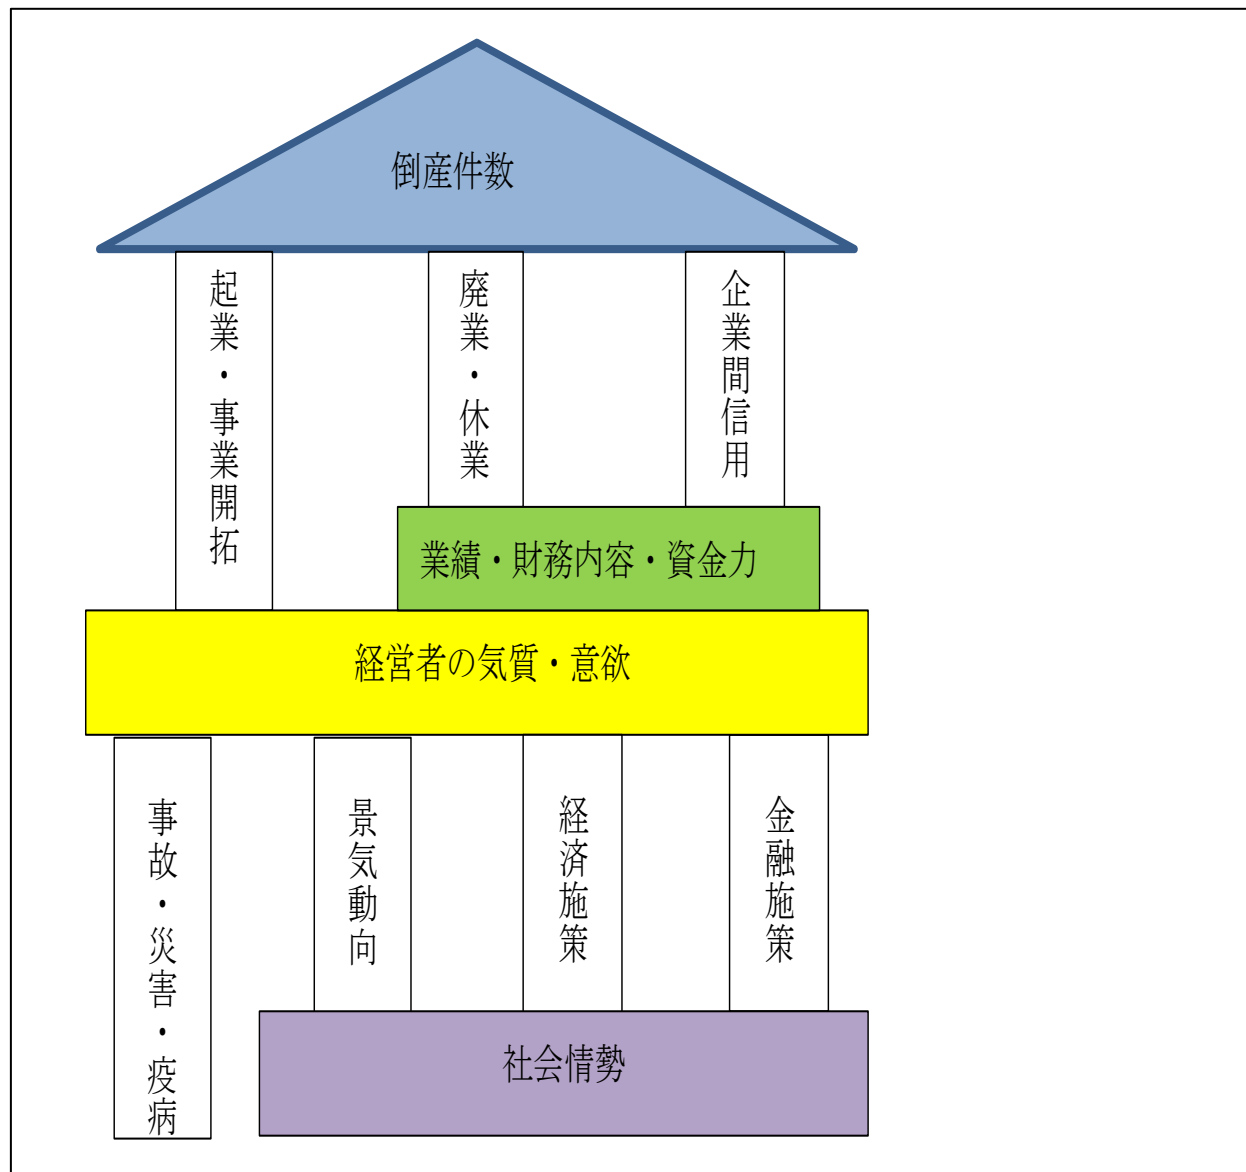 倒産件数
起業・事業開拓
廃業・休業
企業間信用
業績・財務内容・資金力
経営者の気質・意欲
事故・災害・疫病
景気動向
経済施策
金融施策
社会情勢